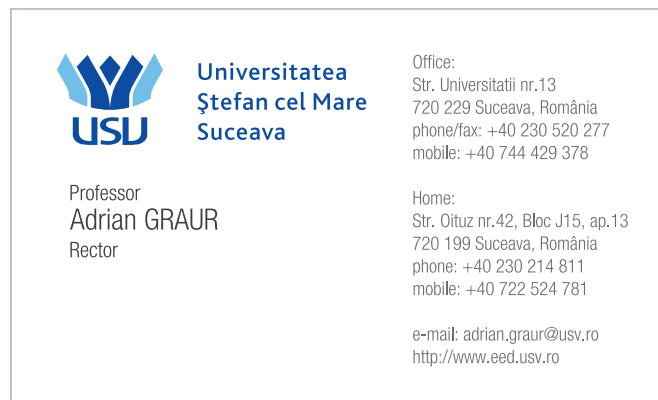 USV
Universitatea
Ştefan cel Mare
Suceava
Professor
Adrian GRAUR
Rector
Office:
Str. Universitatii nr.13
720 229 Suceava, România
phone/fax: +40 230 520 277
mobile: +40 744 429 378
Home:
Str. Oituz nr.42, Bloc J15, ap.13
720 199 Suceava, România
phone: +40 230 214 811
mobile: +40 722 524 781
e-mail: adrian.graur@usv.ro
http://www.eed.usv.ro